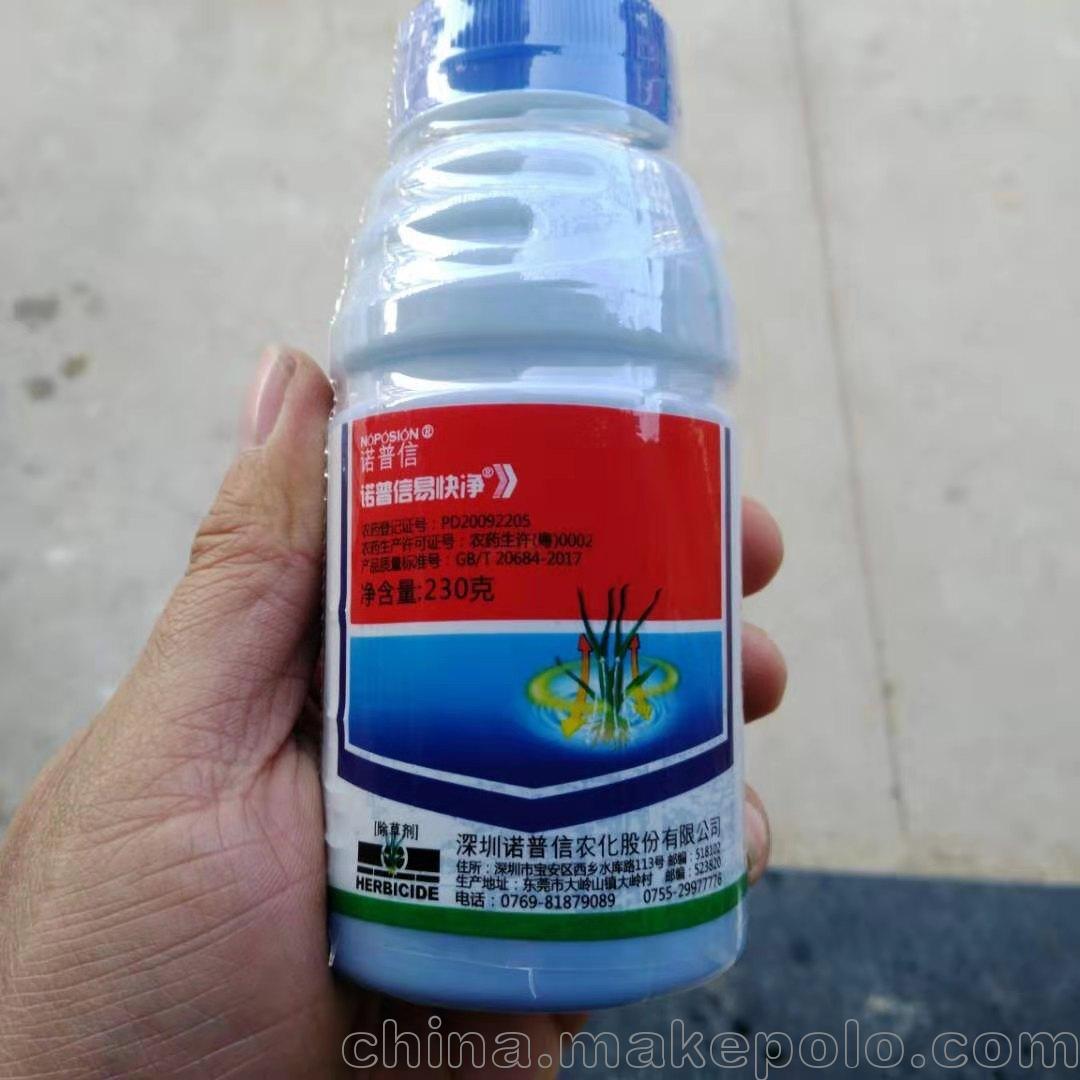 NOPOSION®
诺普信
诺普信易快净®
农药登记证号：PD20092205
农药生产许可证号：农药生许(粤)0002
产品质量标准号：GB/T 20684-2017
净含量:230克
[除草剂]
HERBICIDE
深圳诺普信农化股份有限公司
住所：深圳市宝安区西乡水库路113号 邮编：518102
生产地址：东莞市大岭山镇大岭村 邮编：523820
电话：0769-81879089 0755-29977776
china.makepolo.com